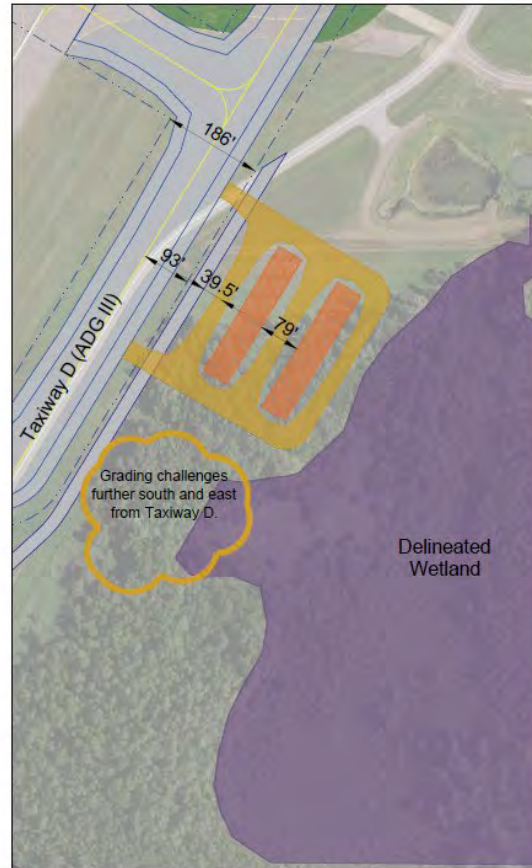 186'
93'
39.5'
79'
Taxiway D (ADG III)
Grading challenges
further south and east
from Taxiway D.
Delineated
Wetland